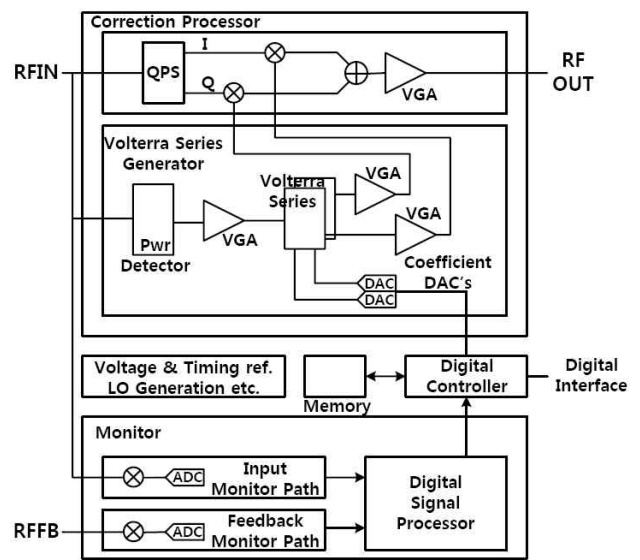 Correction Processor
I
RFIN
QPS
Q
VGA
RF
OUT
Volterra Series
Generator
Volterra
Series
VGA
VGA
VGA
Pwr
Detector
Coefficient
DAC's
DAC
DAC
Voltage & Timing ref.
LO Generation etc.
Memory
Digital
Controller
Digital
Interface
Monitor
ADC
Input
Monitor Path
Digital
Signal
Processor
RFFB
ADC
Feedback
Monitor Path